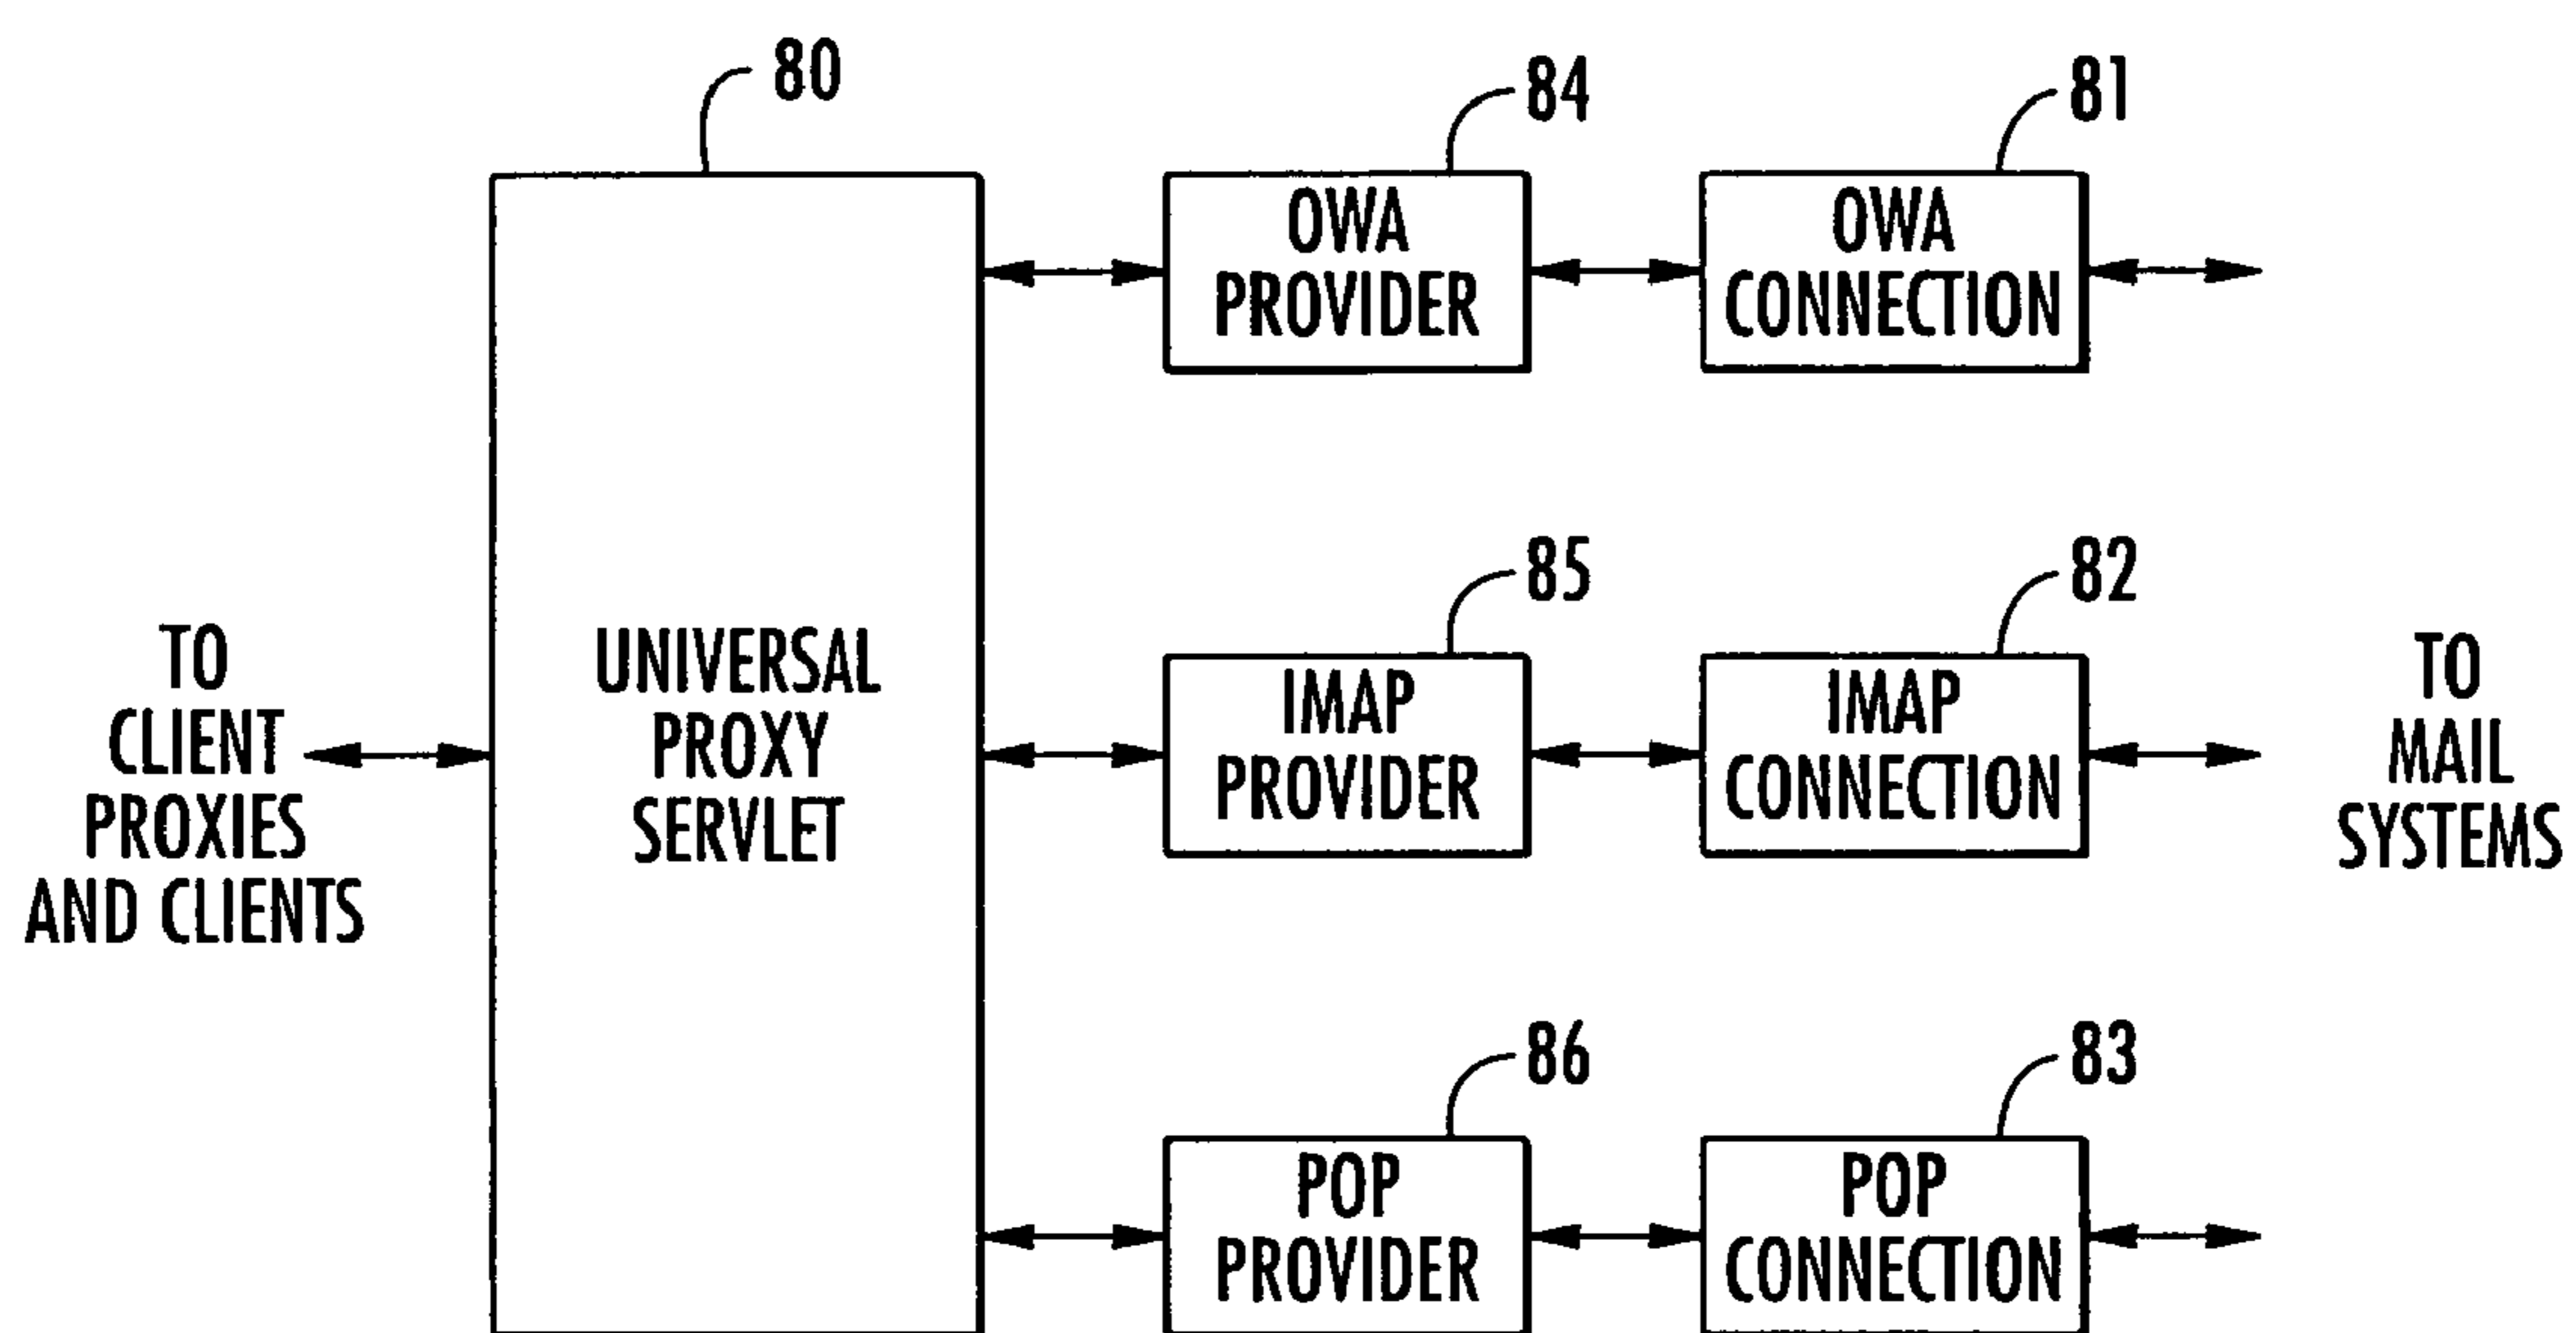 80
84
81
OWA
PROVIDER
OWA
CONNECTION
85
82
TO
CLIENT
PROXIES
AND CLIENTS
UNIVERSAL
PROXY
SERVLET
IMAP
PROVIDER
IMAP
CONNECTION
TO
MAIL
SYSTEMS
86
83
POP
PROVIDER
POP
CONNECTION